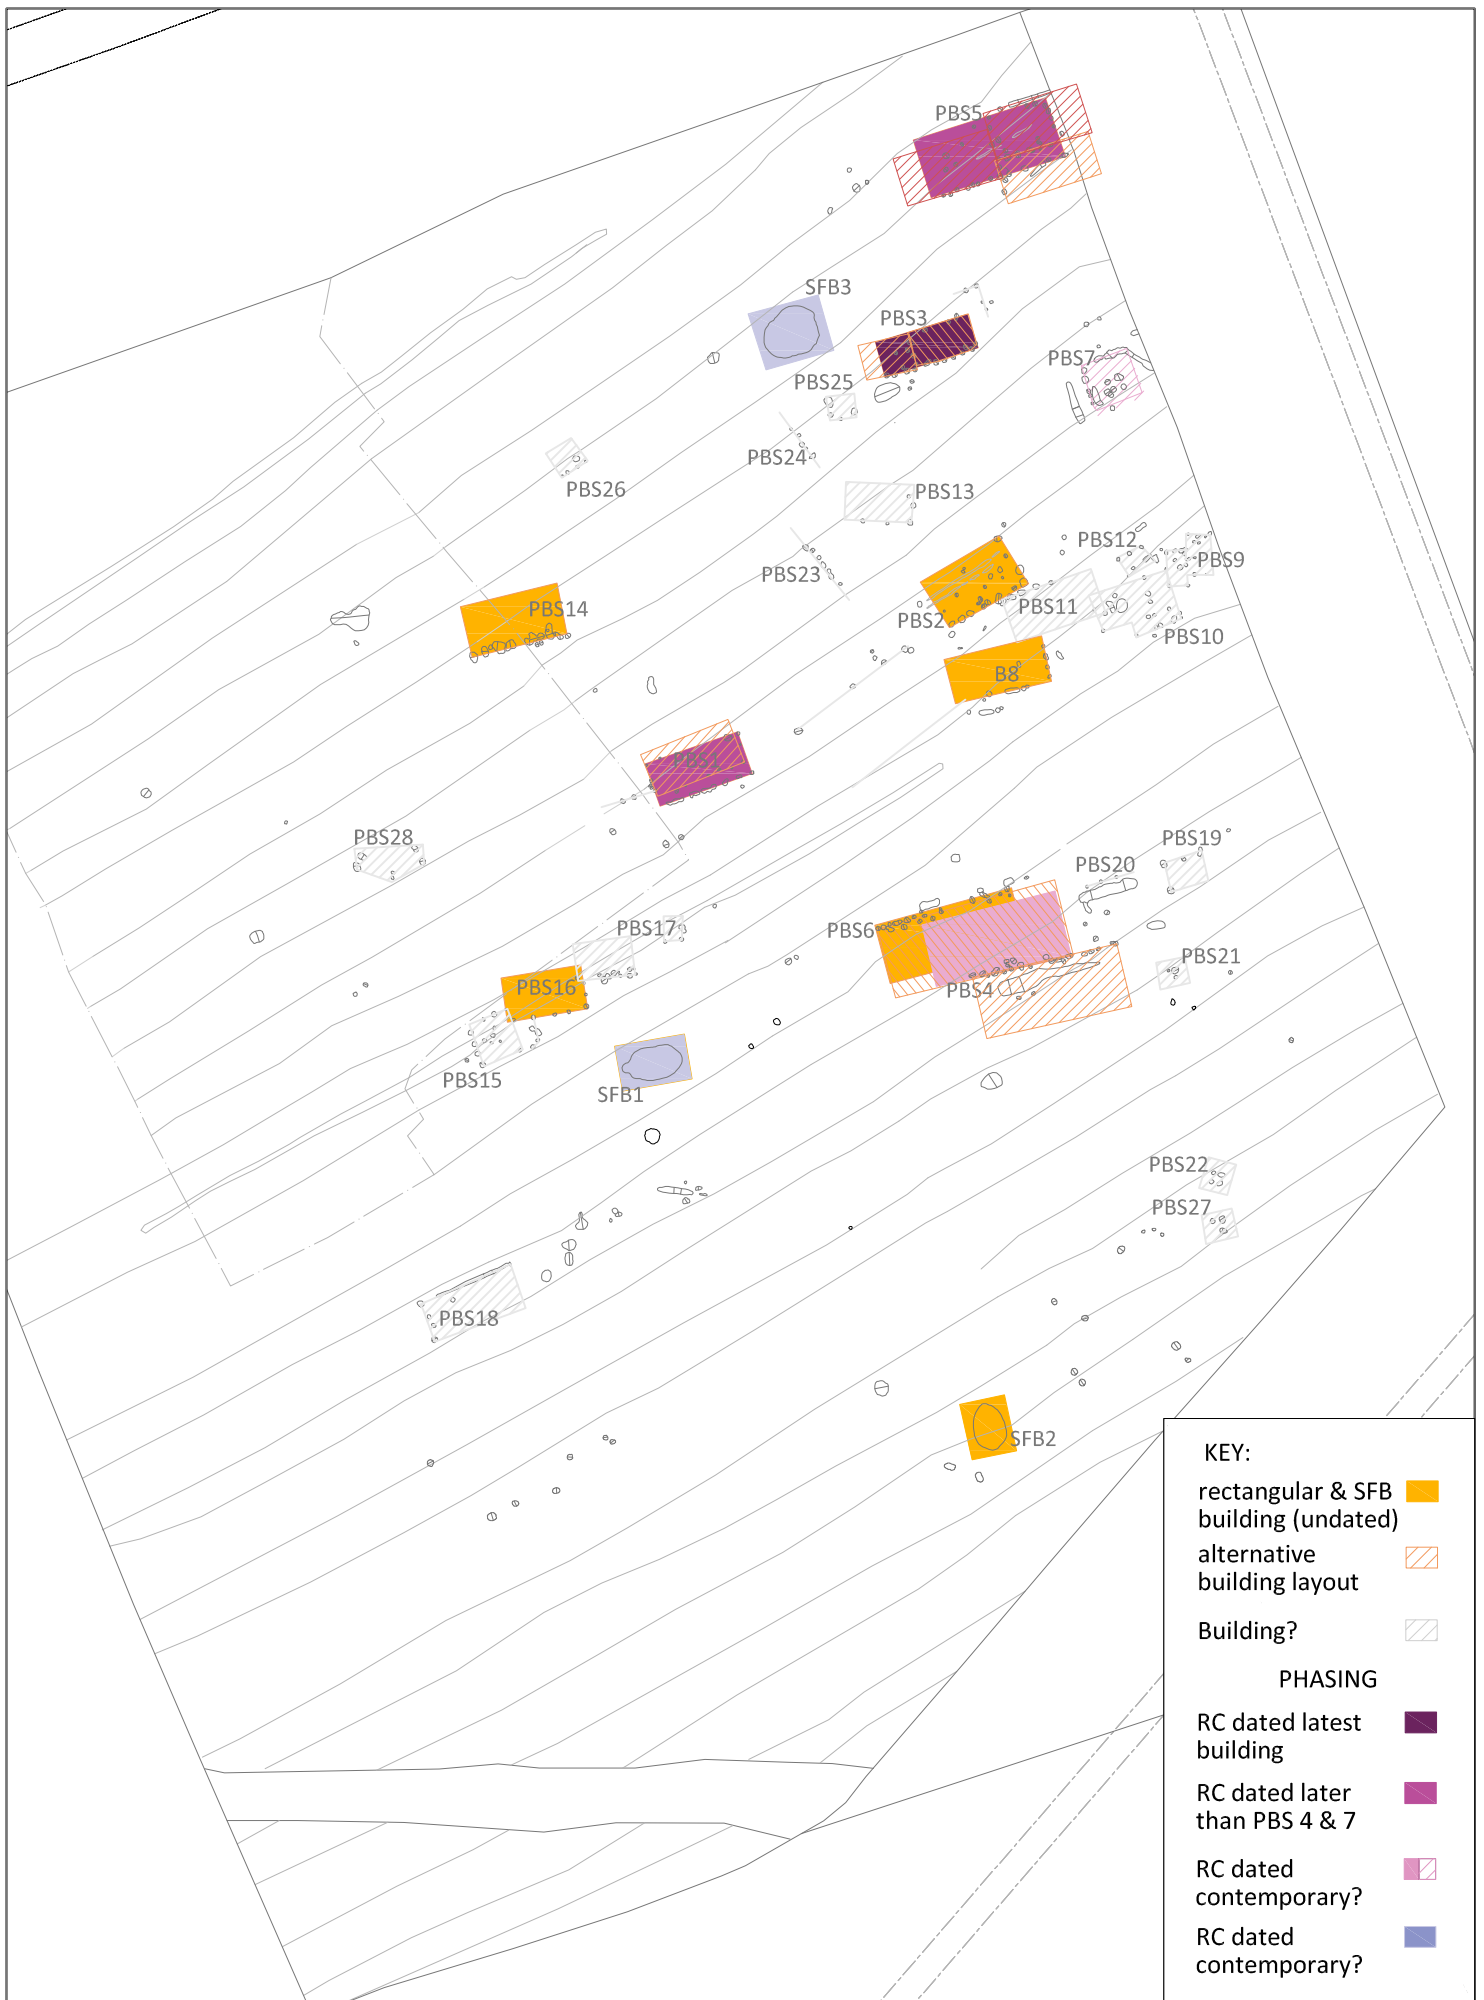 PBS5
SFB3
PBS3
PBS7
PBS25
PBS24
PBS26
PBS13
PBS12
PBS9
PBS23
PBS14
PBS2
PBS11
PBS10
B8
PBS28
PBS19
PBS20
PBS17
PBS6
PBS21
PBS16
PBS4
PBS15
SFB1
PBS22
PBS27
PBS18
SFB2
KEY:
rectangular & SFB
building (undated)
alternative
building layout
Building?
PHASING
RC dated latest
building
RC dated later
than PBS 4 & 7
RC dated
contemporary?
RC dated
contemporary?